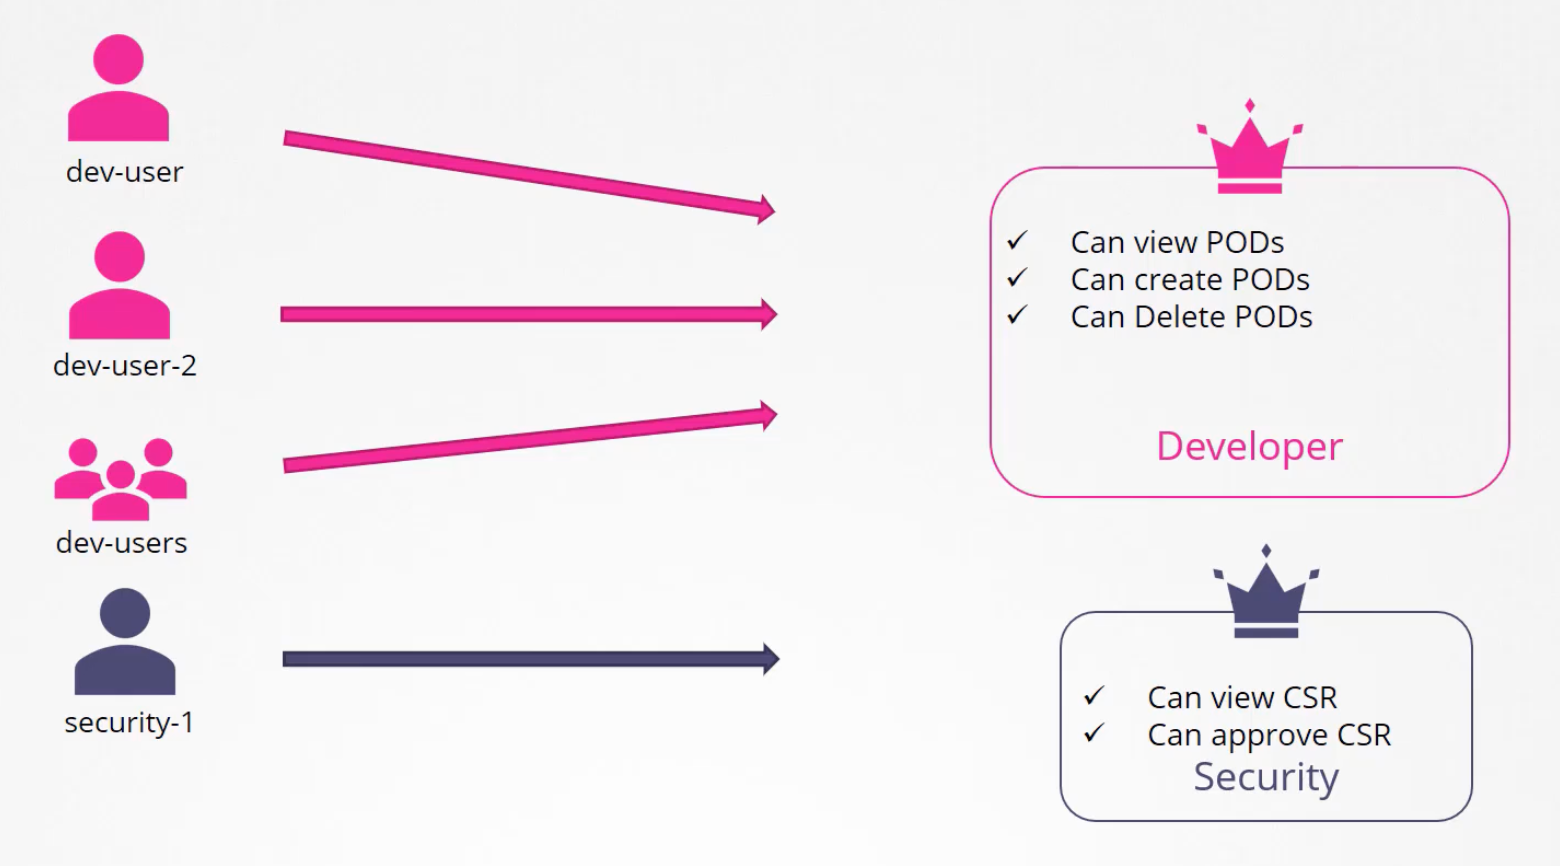 dev-user
dev-user-2
dev-users
security-1
✓ Can view PODs
✓ Can create PODs
✓ Can Delete PODs
Developer
✓ Can view CSR
✓ Can approve CSR
Security